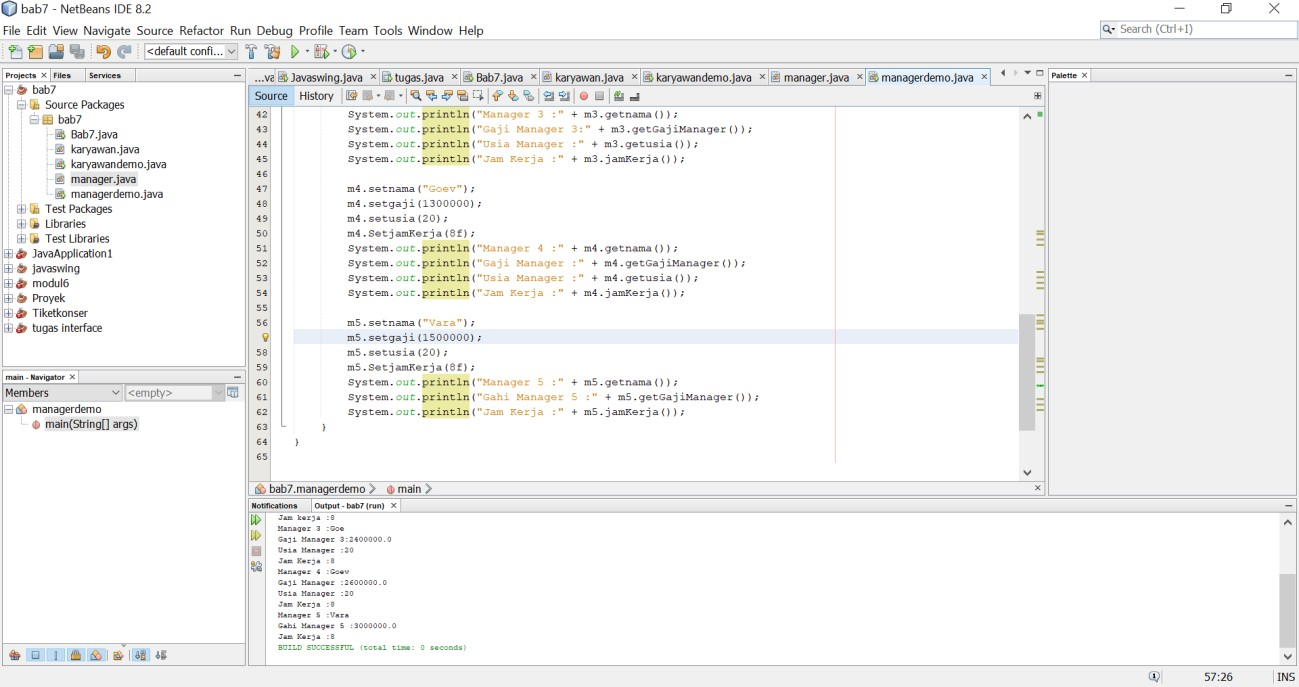 bab7 - NetBeans IDE 8.2
File Edit View Navigate Source Refactor Run Debug Profile Team Tools Window Help
Search (Ctrl+I)
<default confi...
Projects Files Services
bab7
Source Packages
bab7
Bab7.java
karyawan.java
karyawandemo.java
manager.java
managerdemo.java
Test Packages
Libraries
Test Libraries
JavaApplication1
javaswing
modul6
Proyek
Tiketkonser
tugas interface
main - Navigator
Members <empty>
managerdemo
main(String[] args)
...va Javaswing.java tugas.java Bab7.java karyawan.java karyawandemo.java manager.java managerdemo.java
Source History
42 System.out.println("Manager 3 :" + m3.getnama());
43 System.out.println("Gaji Manager 3:" + m3.getGajiManager());
44 System.out.println("Usia Manager :" + m3.getusia());
45 System.out.println("Jam Kerja :" + m3.jamKerja());
46
47 m4.setnama("Goev");
48 m4.setgaji(1300000);
49 m4.setusia(20);
50 m4.SetjamKerja(8f);
51 System.out.println("Manager 4 :" + m4.getnama());
52 System.out.println("Gaji Manager :" + m4.getGajiManager());
53 System.out.println("Usia Manager :" + m4.getusia());
54 System.out.println("Jam Kerja :" + m4.jamKerja());
55
56 m5.setnama("Vara");
m5.setgaji(1500000);
58 m5.setusia(20);
59 m5.SetjamKerja(8f);
60 System.out.println("Manager 5 :" + m5.getnama());
61 System.out.println("Gahi Manager 5 :" + m5.getGajiManager());
62 System.out.println("Jam Kerja :" + m5.jamKerja());
63 }
64 }
65
bab7.managerdemo main
Palette
Notifications Output - bab7 (run)
Jam kerja :8
Manager 3 :Goe
Gaji Manager 3:2400000.0
Usia Manager :20
Jam Kerja :8
Manager 4 :Goev
Gaji Manager :2600000.0
Usia Manager :20
Jam Kerja :8
Manager 5 :Vara
Gahi Manager 5 :3000000.0
Jam Kerja :8
BUILD SUCCESSFUL (total time: 0 seconds)
57:26 INS